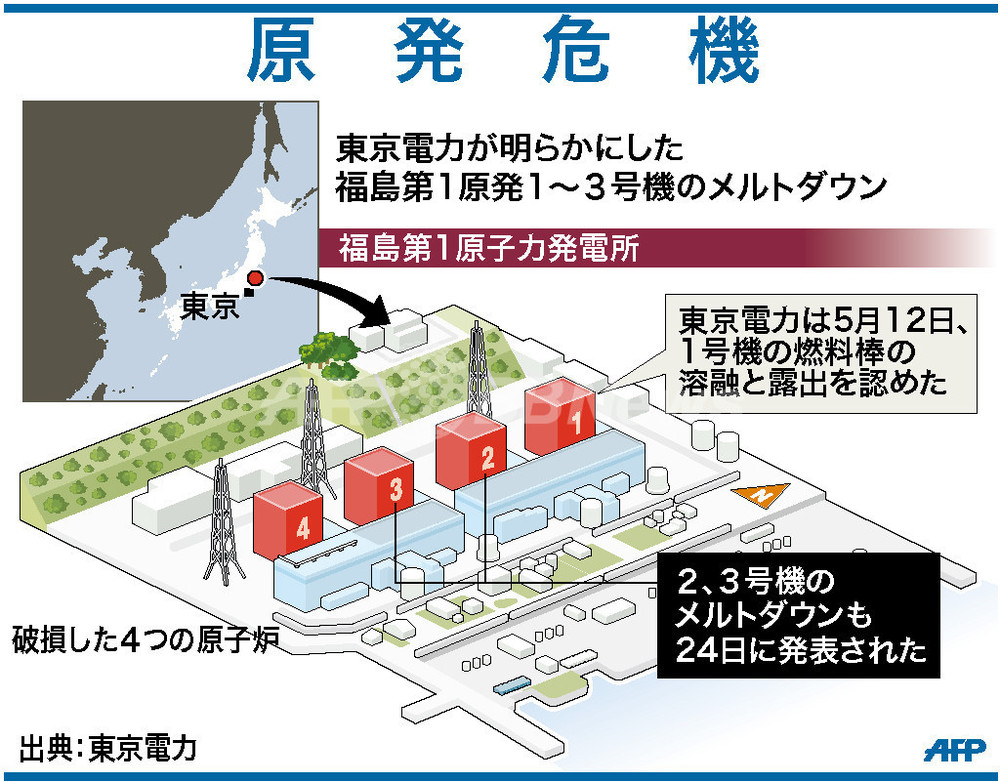 原発危機
東京電力が明らかにした
福島第1原発1～3号機のメルトダウン
福島第1原子力発電所
東京
東京電力は5月12日、
1号機の燃料棒の
溶融と露出を認めた
1
2
3
4
N
2、3号機の
メルトダウンも
24日に発表された
破損した4つの原子炉
出典：東京電力
AFP